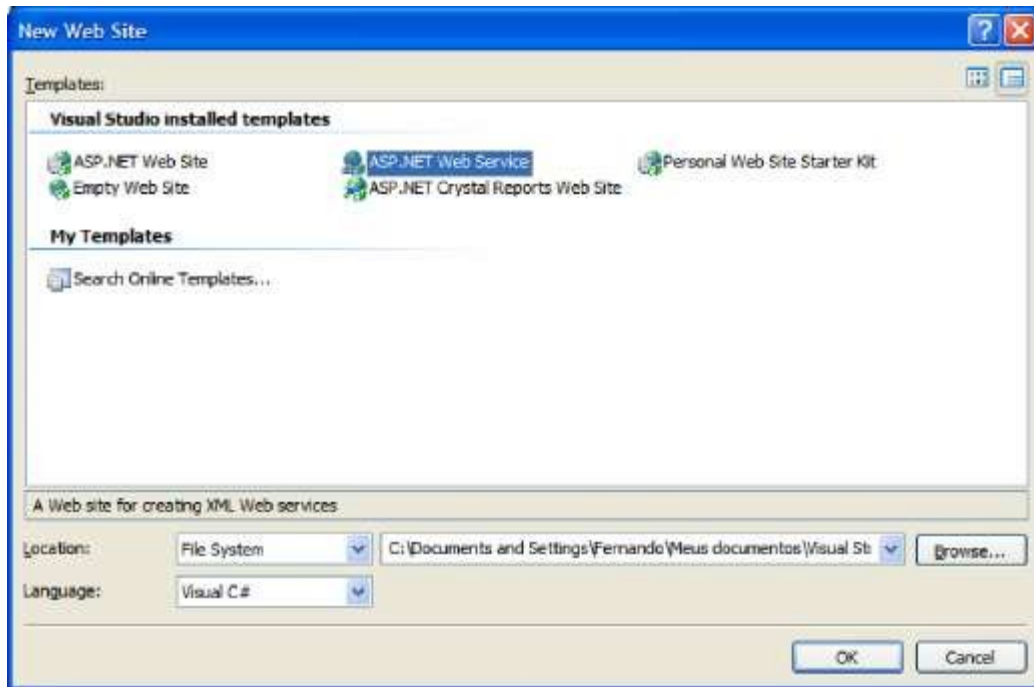 New Web Site
Templates:
Visual Studio installed templates
ASP.NET Web Site ASP.NET Web Service Personal Web Site Starter Kit
Empty Web Site ASP.NET Crystal Reports Web Site
My Templates
Search Online Templates...
A Web site for creating XML Web services
Location: File System C:\Documents and Settings\Fernando\Meus documentos\Visual St Browse...
Language: Visual C#
OK Cancel